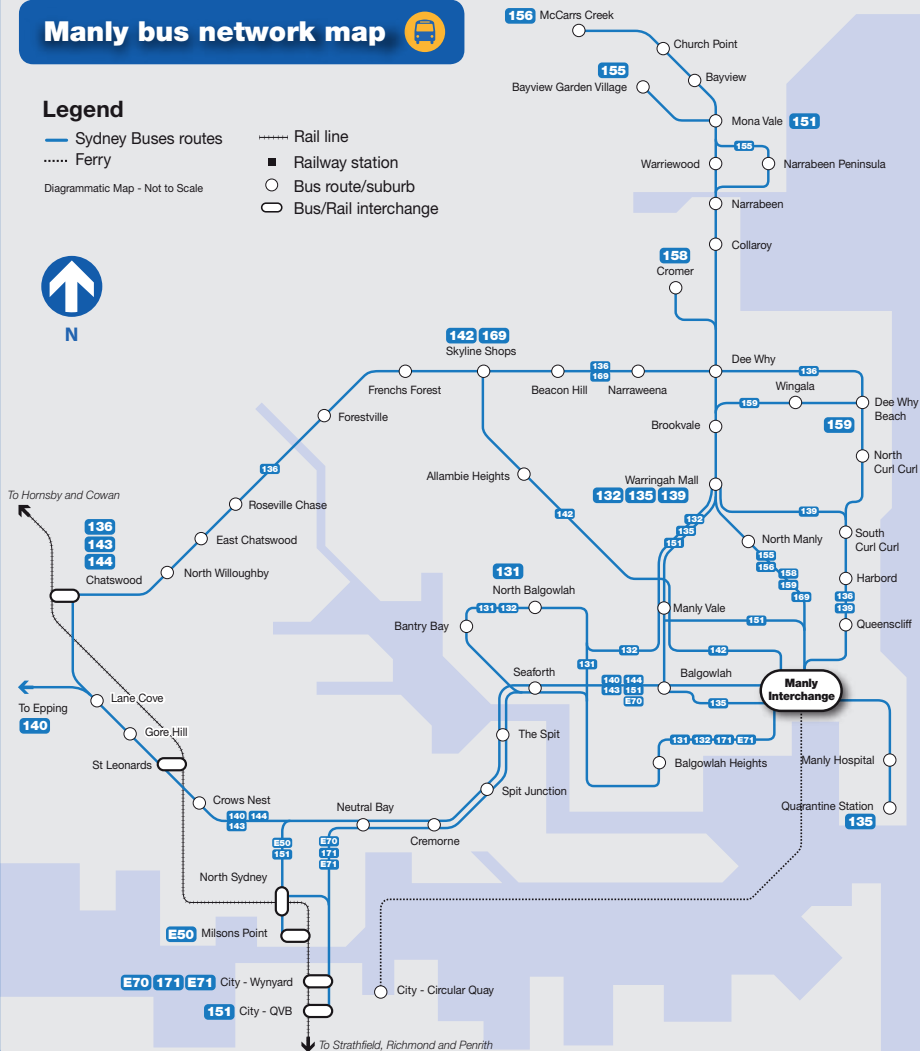 Manly bus network map
156 McCarrs Creek
Church Point
155
Bayview
Bayview Garden Village
Legend
Sydney Buses routes
Ferry
Diagrammatic Map - Not to Scale
Rail line
Railway station
Bus route/suburb
Bus/Rail interchange
Mona Vale 151
155
Warriewood
Narrabeen Peninsula
Narrabeen
Collaroy
158
Cromer
N
142 169
Skyline Shops
Dee Why
136
169
136
Frenchs Forest
Beacon Hill
Narraweena
Wingala
159
Dee Why
Beach
159
Forestville
Brookvale
North
Curl Curl
136
Allambie Heights
Warringah Mall
132 135 139
To Hornsby and Cowan
Roseville Chase
142
132
135
151
139
136
143
144
Chatswood
East Chatswood
North Manly
South
Curl Curl
155
156
158
159
169
North Willoughby
131
North Balgowlah
Harbord
136
139
131 132
Manly Vale
151
Queenscliff
Bantry Bay
132
142
131
Seaforth
140 144
143 151
E70
Balgowlah
Manly
Interchange
135
Lane Cove
To Epping
140
Gore Hill
The Spit
131 132 171 E71
St Leonards
Balgowlah Heights
Manly Hospital
Spit Junction
Crows Nest
140 144
143
Neutral Bay
Cremorne
Quarantine Station
135
E50
151
E70
171
E71
North Sydney
E50 Milsons Point
E70 171 E71 City - Wynyard
City - Circular Quay
151 City - QVB
To Strathfield, Richmond and Penrith